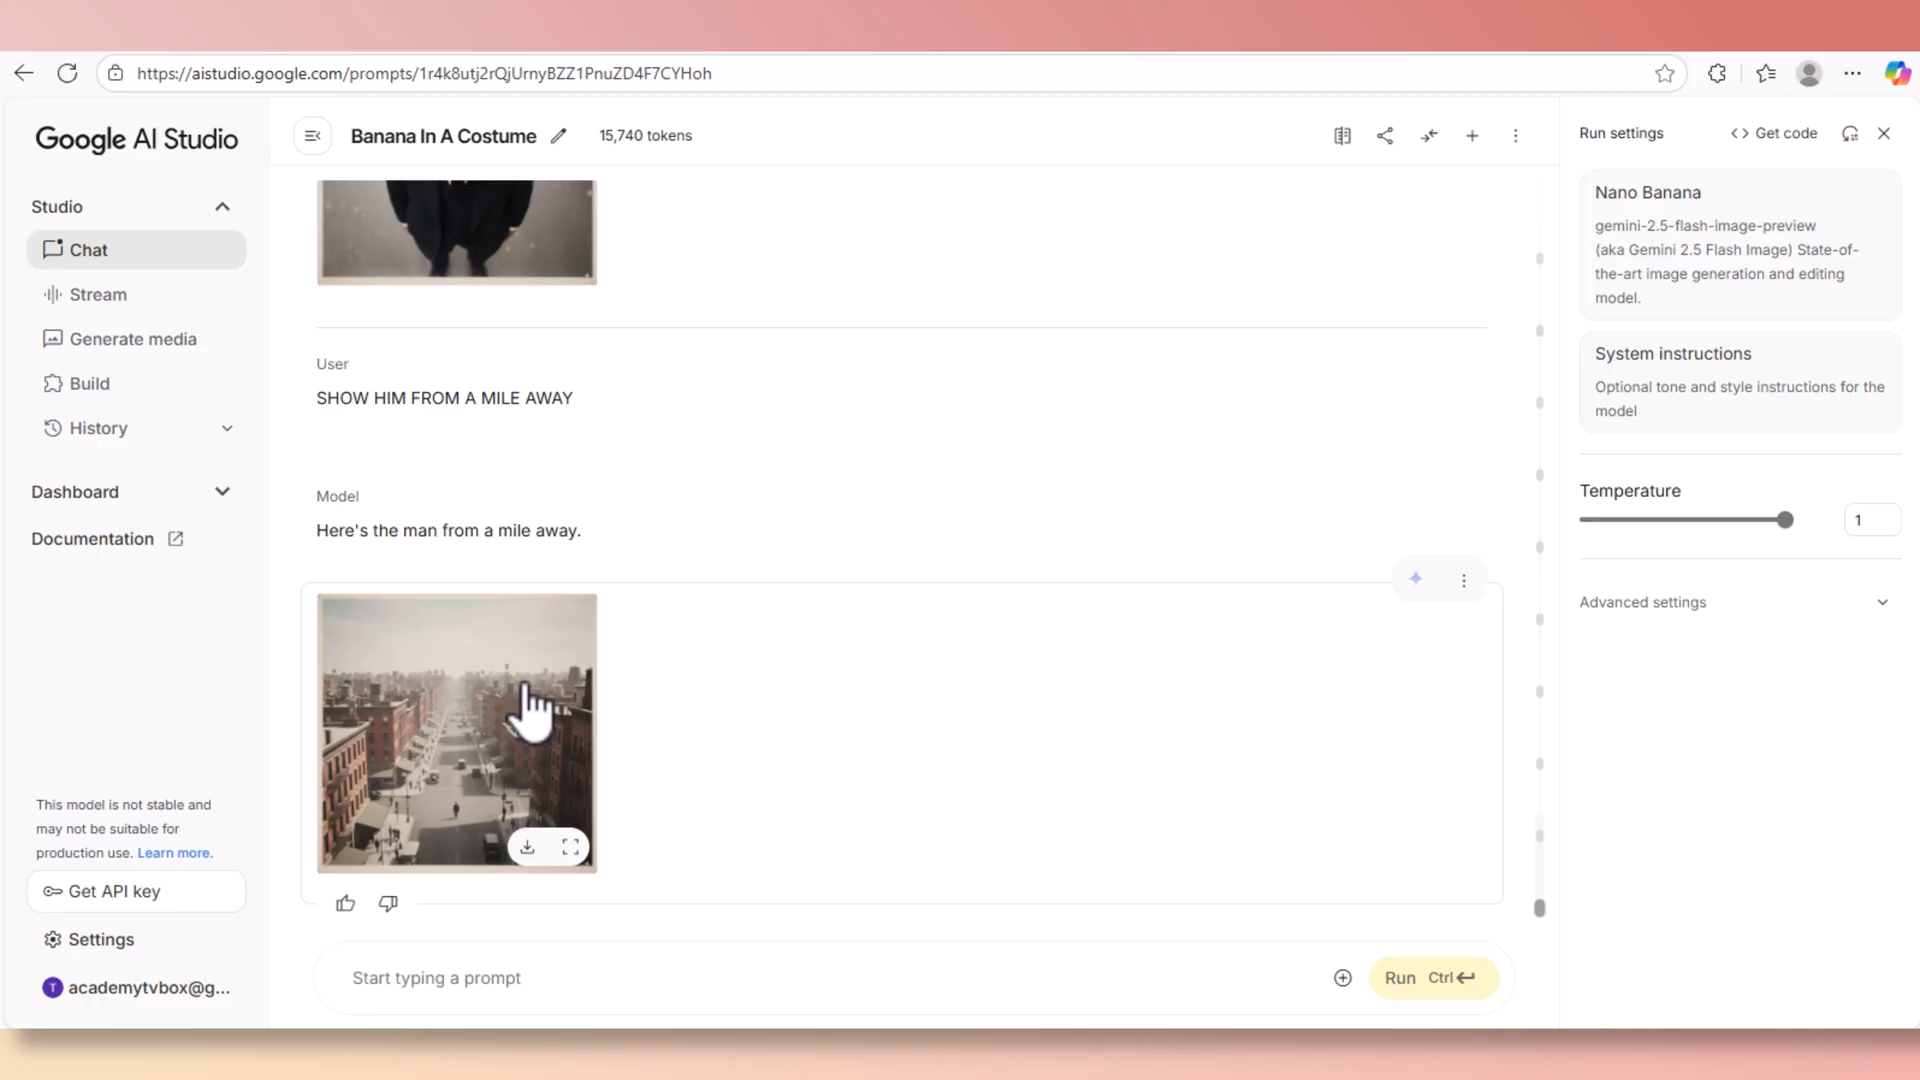 https://aistudio.google.com/prompts/1r4k8utj2rQjUrnyBZZ1PnuZD4F7CYHoh
Google AI Studio
Studio
Chat
Stream
Generate media
Build
History
Dashboard
Documentation
This model is not stable and
may not be suitable for
production use. Learn more.
Get API key
Settings
T academytvbox@g...
Banana In A Costume
15,740 tokens
User
SHOW HIM FROM A MILE AWAY
Model
Here's the man from a mile away.
Start typing a prompt
Run Ctrl
Run settings
<> Get code
Nano Banana
gemini-2.5-flash-image-preview
(aka Gemini 2.5 Flash Image) State-of-
the-art image generation and editing
model.
System instructions
Optional tone and style instructions for the
model
Temperature
1
Advanced settings